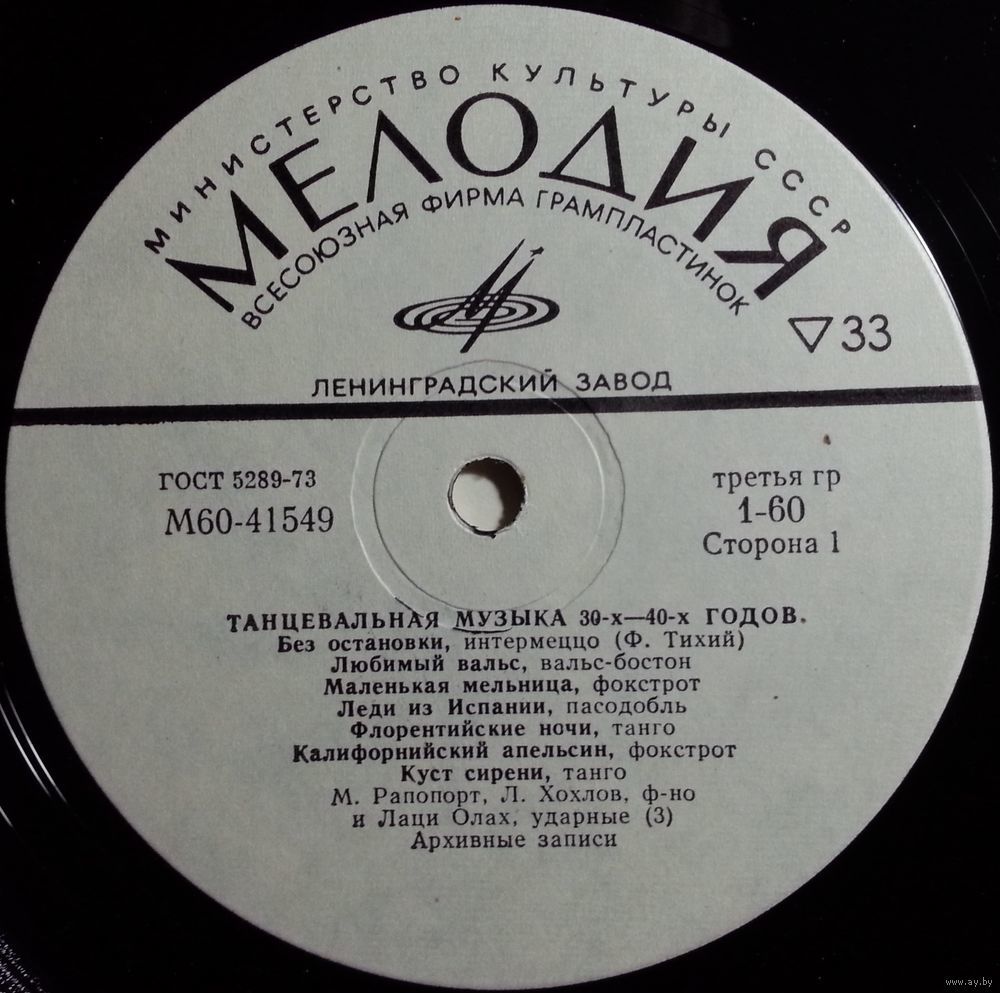 МИНИСТЕРСТВО КУЛЬТУРЫ СССР
МЕЛОДИЯ
ВСЕСОЮЗНАЯ ФИРМА ГРАМПЛАСТИНОК
33
ЛЕНИНГРАДСКИЙ ЗАВОД
ГОСТ 5289-73
М60-41549
третья гр
1-60
Сторона 1
ТАНЦЕВАЛЬНАЯ МУЗЫКА 30-х—40-х ГОДОВ.
Без остановки, интермеццо (Ф. Тихий)
Любимый вальс, вальс-бостон
Маленькая мельница, фокстрот
Леди из Испании, пасодобль
Флорентийские ночи, танго
Калифорнийский апельсин, фокстрот
Куст сирени, танго
М. Рапопорт, Л. Хохлов, ф-но
и Лаци Олах, ударные (3)
Архивные записи
www.ay.by